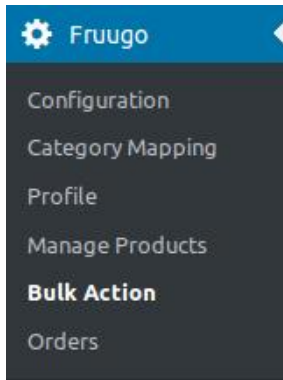 Fruugo
Configuration
Category Mapping
Profile
Manage Products
Bulk Action
Orders